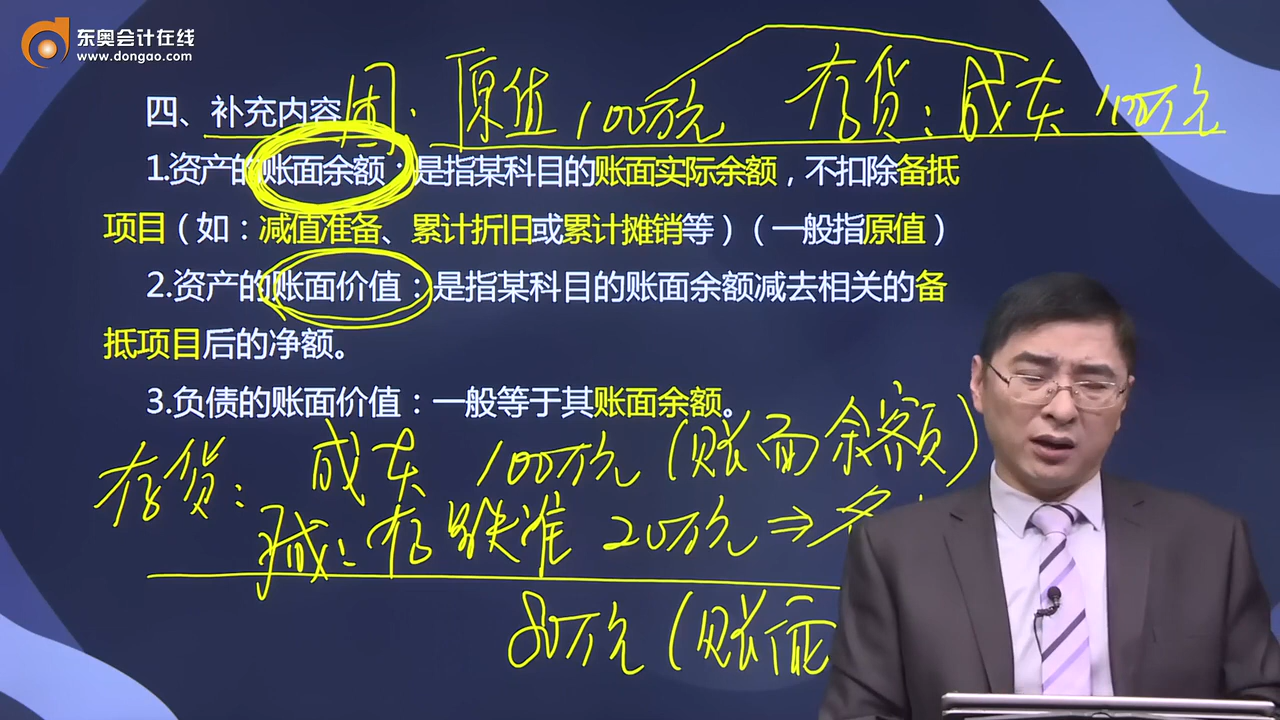 东奥会计在线
www.dongao.com
固：原值100万元 存货：成本100万元
四、补充内容
1.资产的账面余额：是指某科目的账面实际余额，不扣除备抵
项目（如：减值准备、累计折旧或累计摊销等）（一般指原值）
2.资产的账面价值：是指某科目的账面余额减去相关的备
抵项目后的净额。
3.负债的账面价值：一般等于其账面余额。
存货：成本 100万元（账面余额）
减：存跌准 20万元⇒
80万元（账面